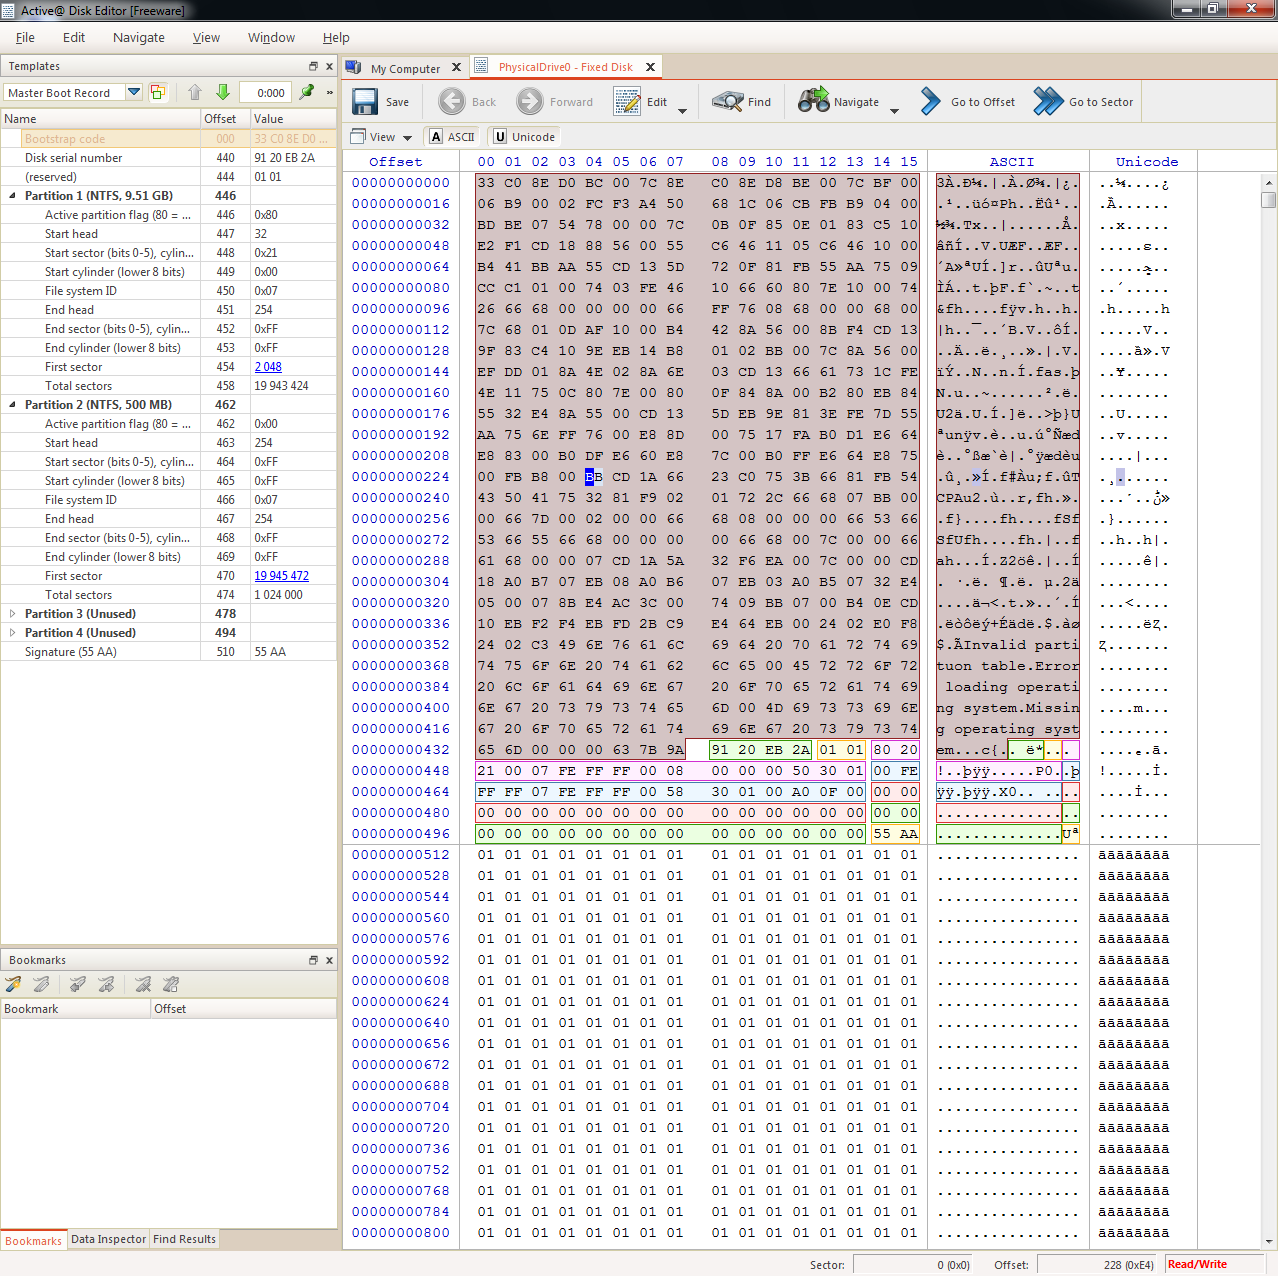 Active@ Disk Editor [Freeware]
File Edit Navigate View Window Help
Templates
Master Boot Record 0:000 »
Name Offset Value
Bootstrap code 000 33 C0 8E D0 ...
Disk serial number 440 91 20 EB 2A
(reserved) 444 01 01
Partition 1 (NTFS, 9.51 GB) 446
Active partition flag (80 = ... 446 0x80
Start head 447 32
Start sector (bits 0-5), cylin... 448 0x21
Start cylinder (lower 8 bits) 449 0x00
File system ID 450 0x07
End head 451 254
End sector (bits 0-5), cylin... 452 0xFF
End cylinder (lower 8 bits) 453 0xFF
First sector 454 2 048
Total sectors 458 19 943 424
Partition 2 (NTFS, 500 MB) 462
Active partition flag (80 = ... 462 0x00
Start head 463 254
Start sector (bits 0-5), cylin... 464 0xFF
Start cylinder (lower 8 bits) 465 0xFF
File system ID 466 0x07
End head 467 254
End sector (bits 0-5), cylin... 468 0xFF
End cylinder (lower 8 bits) 469 0xFF
First sector 470 19 945 472
Total sectors 474 1 024 000
Partition 3 (Unused) 478
Partition 4 (Unused) 494
Signature (55 AA) 510 55 AA
Bookmarks
Bookmark Offset
Bookmarks Data Inspector Find Results
My Computer PhysicalDrive0 - Fixed Disk
Save Back Forward Edit Find Navigate Go to Offset Go to Sector
View A ASCII U Unicode
Offset 00 01 02 03 04 05 06 07 08 09 10 11 12 13 14 15 ASCII Unicode
00000000000 33 C0 8E D0 BC 00 7C 8E C0 8E D8 BE 00 7C BF 00
00000000016 06 B9 00 02 FC F3 A4 50 68 1C 06 CB FB B9 04 00
00000000032 BD BE 07 54 78 00 00 7C 0B 0F 85 0E 01 83 C5 10
00000000048 E2 F1 CD 18 88 56 00 55 C6 46 11 05 C6 46 10 00
00000000064 B4 41 BB AA 55 CD 13 5D 72 0F 81 FB 55 AA 75 09
00000000080 CC C1 01 00 74 03 FE 46 10 66 60 80 7E 10 00 74
00000000096 26 66 68 00 00 00 00 66 FF 76 08 68 00 00 68 00
00000000112 7C 68 01 0D AF 10 00 B4 42 8A 56 00 8B F4 CD 13
00000000128 9F 83 C4 10 9E EB 14 B8 01 02 BB 00 7C 8A 56 00
00000000144 EF DD 01 8A 4E 02 8A 6E 03 CD 13 66 61 73 1C FE
00000000160 4E 11 75 0C 80 7E 00 80 0F 84 8A 00 B2 80 EB 84
00000000176 55 32 E4 8A 55 00 CD 13 5D EB 9E 81 3E FE 7D 55
00000000192 AA 75 6E FF 76 00 E8 8D 00 75 17 FA B0 D1 E6 64
00000000208 E8 83 00 B0 DF E6 60 E8 7C 00 B0 FF E6 64 E8 75
00000000224 00 FB B8 00 BB CD 1A 66 23 C0 75 3B 66 81 FB 54
00000000240 43 50 41 75 32 81 F9 02 01 72 2C 66 68 07 BB 00
00000000256 00 66 7D 00 02 00 00 66 68 08 00 00 00 66 53 66
00000000272 53 66 55 66 68 00 00 00 00 66 68 00 7C 00 00 66
00000000288 61 68 00 00 07 CD 1A 5A 32 F6 EA 00 7C 00 00 CD
00000000304 18 A0 B7 07 EB 08 A0 B6 07 EB 03 A0 B5 07 32 E4
00000000320 05 00 07 8B E4 AC 3C 00 74 09 BB 07 00 B4 0E CD
00000000336 10 EB F2 F4 EB FD 2B C9 E4 64 EB 00 24 02 E0 F8
00000000352 24 02 C3 49 6E 76 61 6C 69 64 20 70 61 72 74 69 $.ÃInvalid parti
00000000368 74 75 6F 6E 20 74 61 62 6C 65 00 45 72 72 6F 72 tuon table.Error
00000000384 20 6C 6F 61 64 69 6E 67 20 6F 70 65 72 61 74 69 loading operati
00000000400 6E 67 20 73 79 73 74 65 6D 00 4D 69 73 73 69 6E ng system.Missin
00000000416 67 20 6F 70 65 72 61 74 69 6E 67 20 73 79 73 74 g operating syst
00000000432 65 6D 00 00 00 63 7B 9A 91 20 EB 2A 01 01 80 20
00000000448 21 00 07 FE FF FF 00 08 00 00 00 50 30 01 00 FE
00000000464 FF FF 07 FE FF FF 00 58 30 01 00 A0 0F 00 00 00
00000000480 00 00 00 00 00 00 00 00 00 00 00 00 00 00 00 00
00000000496 00 00 00 00 00 00 00 00 00 00 00 00 00 00 55 AA
00000000512 01 01 01 01 01 01 01 01 01 01 01 01 01 01 01 01 ................ āāāāāāāā
00000000528 01 01 01 01 01 01 01 01 01 01 01 01 01 01 01 01 ................ āāāāāāāā
00000000544 01 01 01 01 01 01 01 01 01 01 01 01 01 01 01 01 ................ āāāāāāāā
00000000560 01 01 01 01 01 01 01 01 01 01 01 01 01 01 01 01 ................ āāāāāāāā
00000000576 01 01 01 01 01 01 01 01 01 01 01 01 01 01 01 01 ................ āāāāāāāā
00000000592 01 01 01 01 01 01 01 01 01 01 01 01 01 01 01 01 ................ āāāāāāāā
00000000608 01 01 01 01 01 01 01 01 01 01 01 01 01 01 01 01 ................ āāāāāāāā
00000000624 01 01 01 01 01 01 01 01 01 01 01 01 01 01 01 01 ................ āāāāāāāā
00000000640 01 01 01 01 01 01 01 01 01 01 01 01 01 01 01 01 ................ āāāāāāāā
00000000656 01 01 01 01 01 01 01 01 01 01 01 01 01 01 01 01 ................ āāāāāāāā
00000000672 01 01 01 01 01 01 01 01 01 01 01 01 01 01 01 01 ................ āāāāāāāā
00000000688 01 01 01 01 01 01 01 01 01 01 01 01 01 01 01 01 ................ āāāāāāāā
00000000704 01 01 01 01 01 01 01 01 01 01 01 01 01 01 01 01 ................ āāāāāāāā
00000000720 01 01 01 01 01 01 01 01 01 01 01 01 01 01 01 01 ................ āāāāāāāā
00000000736 01 01 01 01 01 01 01 01 01 01 01 01 01 01 01 01 ................ āāāāāāāā
00000000752 01 01 01 01 01 01 01 01 01 01 01 01 01 01 01 01 ................ āāāāāāāā
00000000768 01 01 01 01 01 01 01 01 01 01 01 01 01 01 01 01 ................ āāāāāāāā
00000000784 01 01 01 01 01 01 01 01 01 01 01 01 01 01 01 01 ................ āāāāāāāā
00000000800 01 01 01 01 01 01 01 01 01 01 01 01 01 01 01 01 ................ āāāāāāāā
Sector: 0 (0x0) Offset: 228 (0xE4) Read/Write